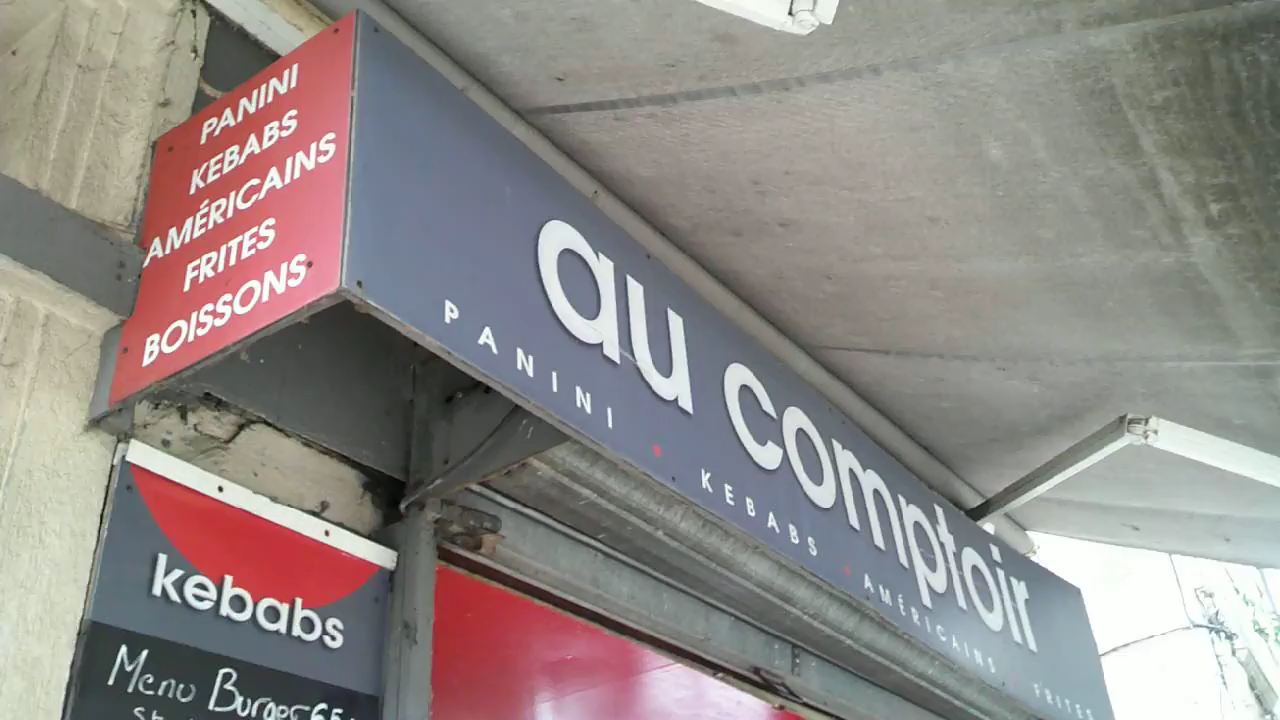 PANINI
KEBABS
AMÉRICAINS
FRITES
BOISSONS
au comptoir
PANINI • KEBABS • AMÉRICAINS • FRITES
kebabs
Menu Burger